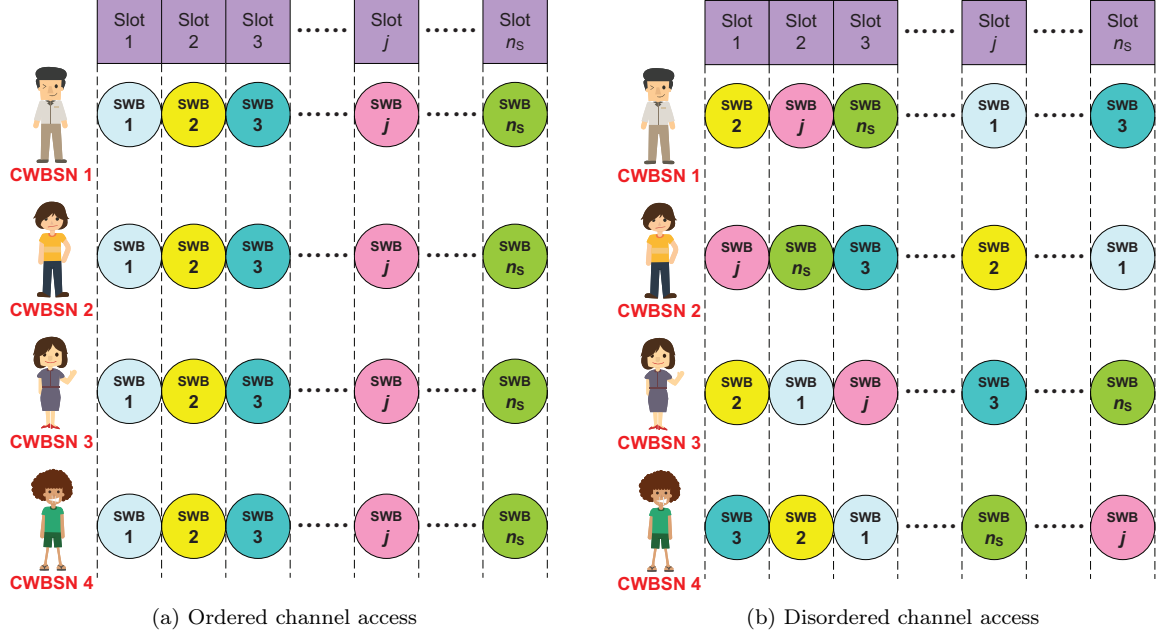 Slot Slot Slot Slot Slot
1 2 3 ...... j ...... nS
SWB SWB SWB SWB SWB
1 2 3 ...... j ...... nS
CWBSN 1
SWB SWB SWB SWB SWB
1 2 3 ...... j ...... nS
CWBSN 2
SWB SWB SWB SWB SWB
1 2 3 ...... j ...... nS
CWBSN 3
SWB SWB SWB SWB SWB
1 2 3 ...... j ...... nS
CWBSN 4
(a) Ordered channel access
Slot Slot Slot Slot Slot
1 2 3 ...... j ...... nS
SWB SWB SWB SWB SWB
2 j nS ...... 1 ...... 3
CWBSN 1
SWB SWB SWB SWB SWB
j nS 3 ...... 2 ...... 1
CWBSN 2
SWB SWB SWB SWB SWB
2 1 j ...... 3 ...... nS
CWBSN 3
SWB SWB SWB SWB SWB
3 2 1 ...... nS ...... j
CWBSN 4
(b) Disordered channel access